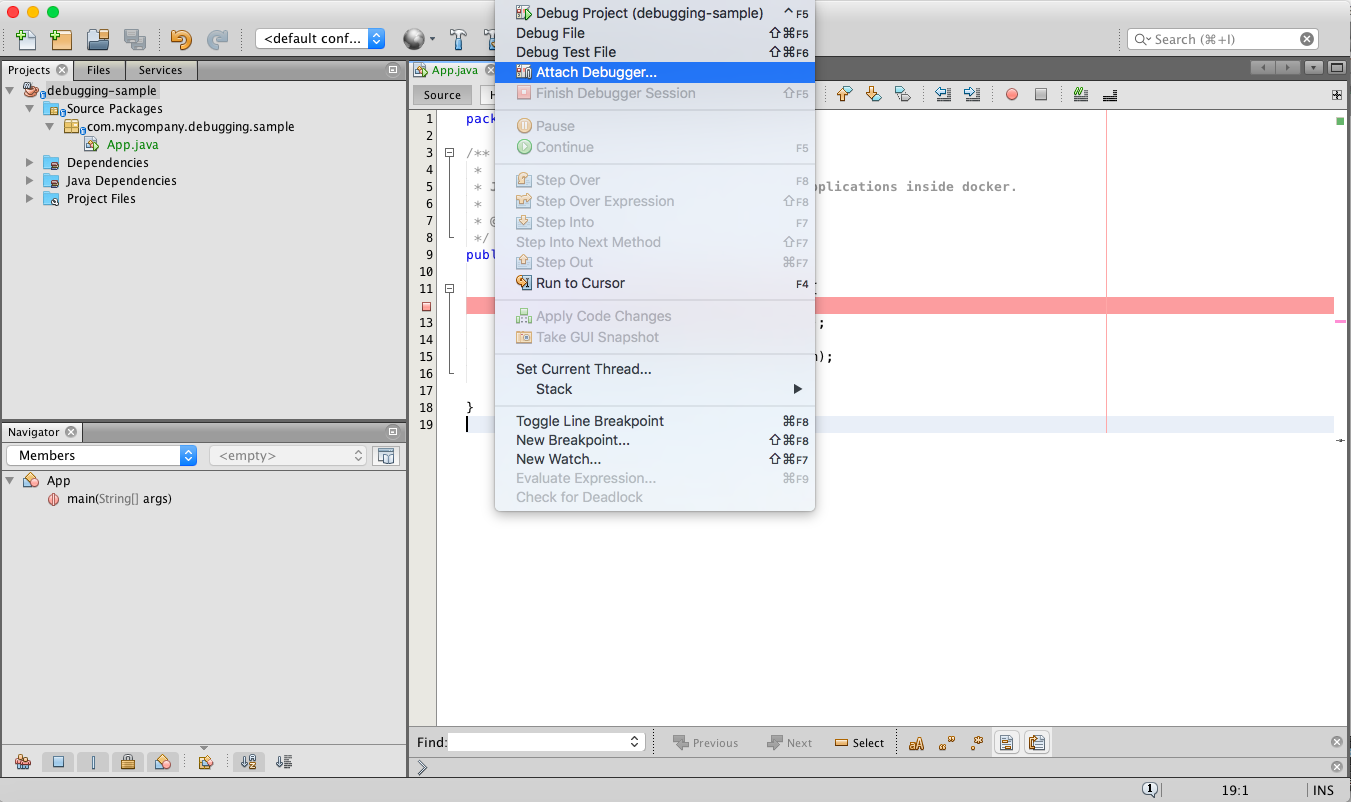 <default conf...
Search (⌘+I)
Projects
Files
Services
debugging-sample
Source Packages
com.mycompany.debugging.sample
App.java
Dependencies
Java Dependencies
Project Files
Navigator
Members
<empty>
App
main(String[] args)
Debug Project (debugging-sample) ⌃F5
Debug File ⇧⌘F5
Debug Test File ⇧⌘F6
Attach Debugger...
Finish Debugger Session ⇧F5
Pause
Continue F5
Step Over F8
Step Over Expression ⇧F8
Step Into F7
Step Into Next Method ⇧F7
Step Out ⌘F7
Run to Cursor F4
Apply Code Changes
Take GUI Snapshot
Set Current Thread...
Stack
Toggle Line Breakpoint ⌘F8
New Breakpoint... ⇧⌘F8
New Watch... ⇧⌘F7
Evaluate Expression... ⌘F9
Check for Deadlock
App.java
Source H
1 pack
2
3 /**
4 *
5 * J plications inside docker.
6 *
7 * @
8 */
9 publ
10
11 {
13 ;
14
15 );
16
17
18 }
19
Find: Previous Next Select
19:1 INS